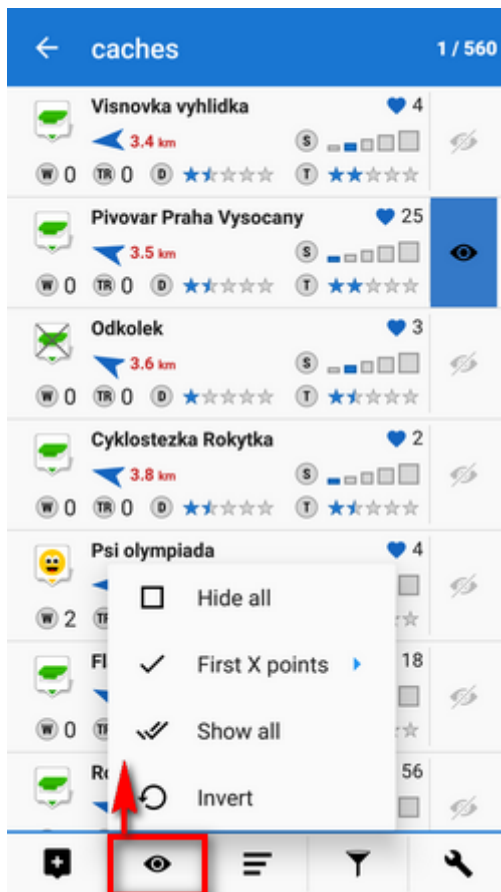 caches 1 / 560
Visnovka vyhlidka 4
3.4 km S
W 0 TR 0 D T
Pivovar Praha Vysocany 25
3.5 km S
W 0 TR 0 D T
Odkolek 3
3.6 km S
W 0 TR 0 D T
Cyklostezka Rokytka 2
3.8 km S
W 0 TR 0 D T
Psi olympiada 4
W 2
Hide all
18
First X points
W 0
Show all
56
Invert